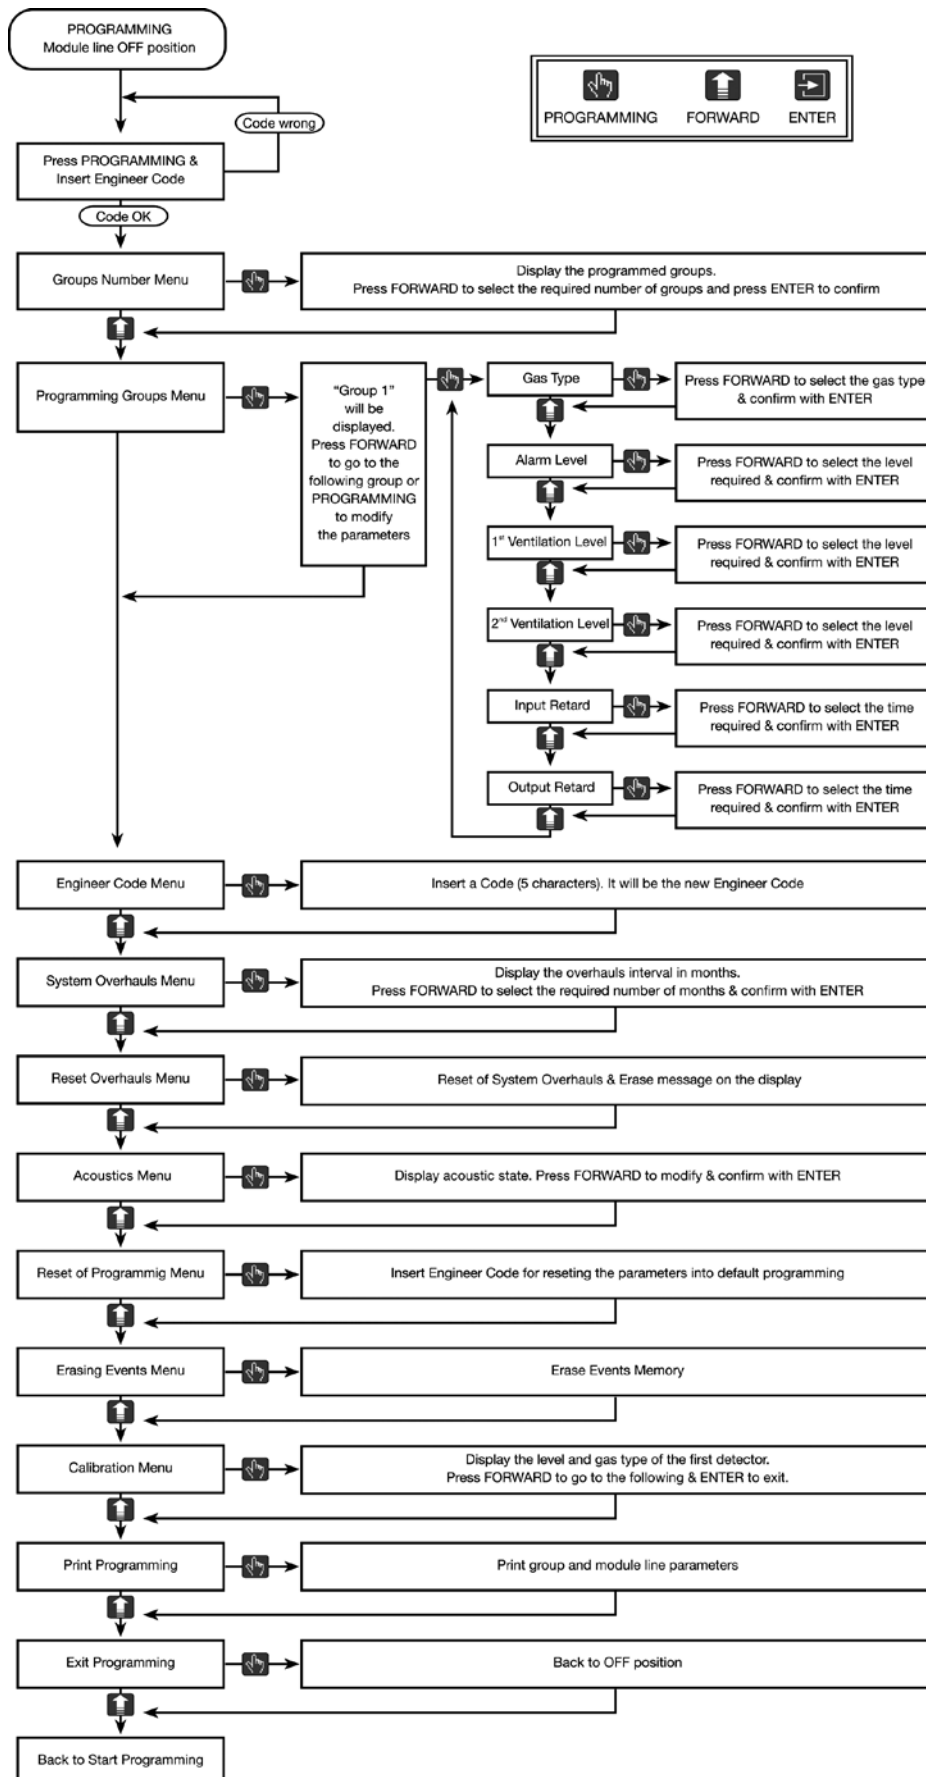 PROGRAMMING
Module line OFF position
PROGRAMMING
FORWARD
ENTER
Code wrong
Press PROGRAMMING &
Insert Engineer Code
Code OK
Groups Number Menu
Display the programmed groups.
Press FORWARD to select the required number of groups and press ENTER to confirm
Programming Groups Menu
"Group 1"
will be
displayed.
Press FORWARD
to go to the
following group or
PROGRAMMING
to modify
the parameters
Gas Type
Press FORWARD to select the gas type
& confirm with ENTER
Alarm Level
Press FORWARD to select the level
required & confirm with ENTER
1st Ventilation Level
Press FORWARD to select the level
required & confirm with ENTER
2nd Ventilation Level
Press FORWARD to select the level
required & confirm with ENTER
Input Retard
Press FORWARD to select the time
required & confirm with ENTER
Output Retard
Press FORWARD to select the time
required & confirm with ENTER
Engineer Code Menu
Insert a Code (5 characters). It will be the new Engineer Code
System Overhauls Menu
Display the overhauls interval in months.
Press FORWARD to select the required number of months & confirm with ENTER
Reset Overhauls Menu
Reset of System Overhauls & Erase message on the display
Acoustics Menu
Display acoustic state. Press FORWARD to modify & confirm with ENTER
Reset of Programmig Menu
Insert Engineer Code for reseting the parameters into default programming
Erasing Events Menu
Erase Events Memory
Calibration Menu
Display the level and gas type of the first detector.
Press FORWARD to go to the following & ENTER to exit.
Print Programming
Print group and module line parameters
Exit Programming
Back to OFF position
Back to Start Programming